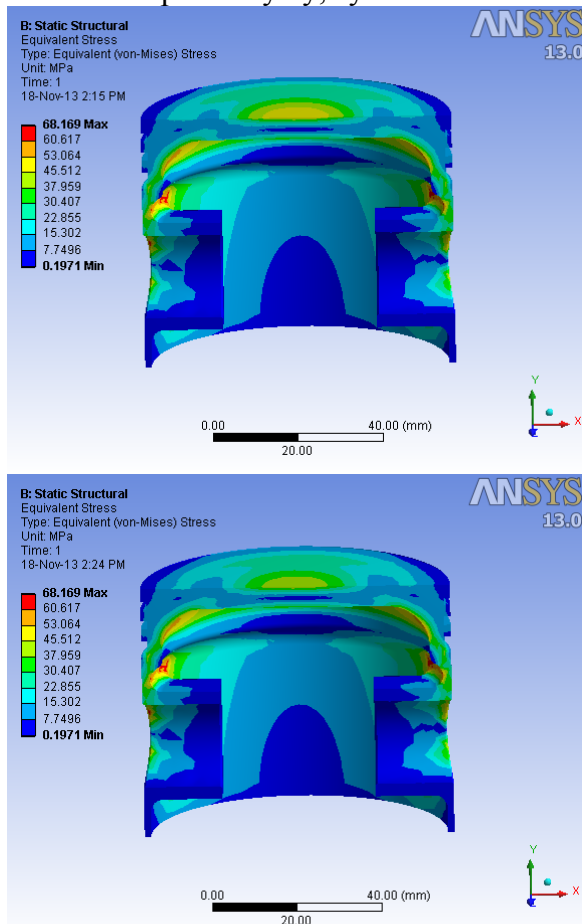 B: Static Structural
Equivalent Stress
Type: Equivalent (von-Mises) Stress
Unit: MPa
Time: 1
18-Nov-13 2:15 PM
68.169 Max
60.617
53.064
45.512
37.959
30.407
22.855
15.302
7.7496
0.1971 Min
ANSYS
13.0
0.00 40.00 (mm)
20.00
Y
X
B: Static Structural
Equivalent Stress
Type: Equivalent (von-Mises) Stress
Unit: MPa
Time: 1
18-Nov-13 2:24 PM
68.169 Max
60.617
53.064
45.512
37.959
30.407
22.855
15.302
7.7496
0.1971 Min
ANSYS
13.0
0.00 40.00 (mm)
20.00
Y
X